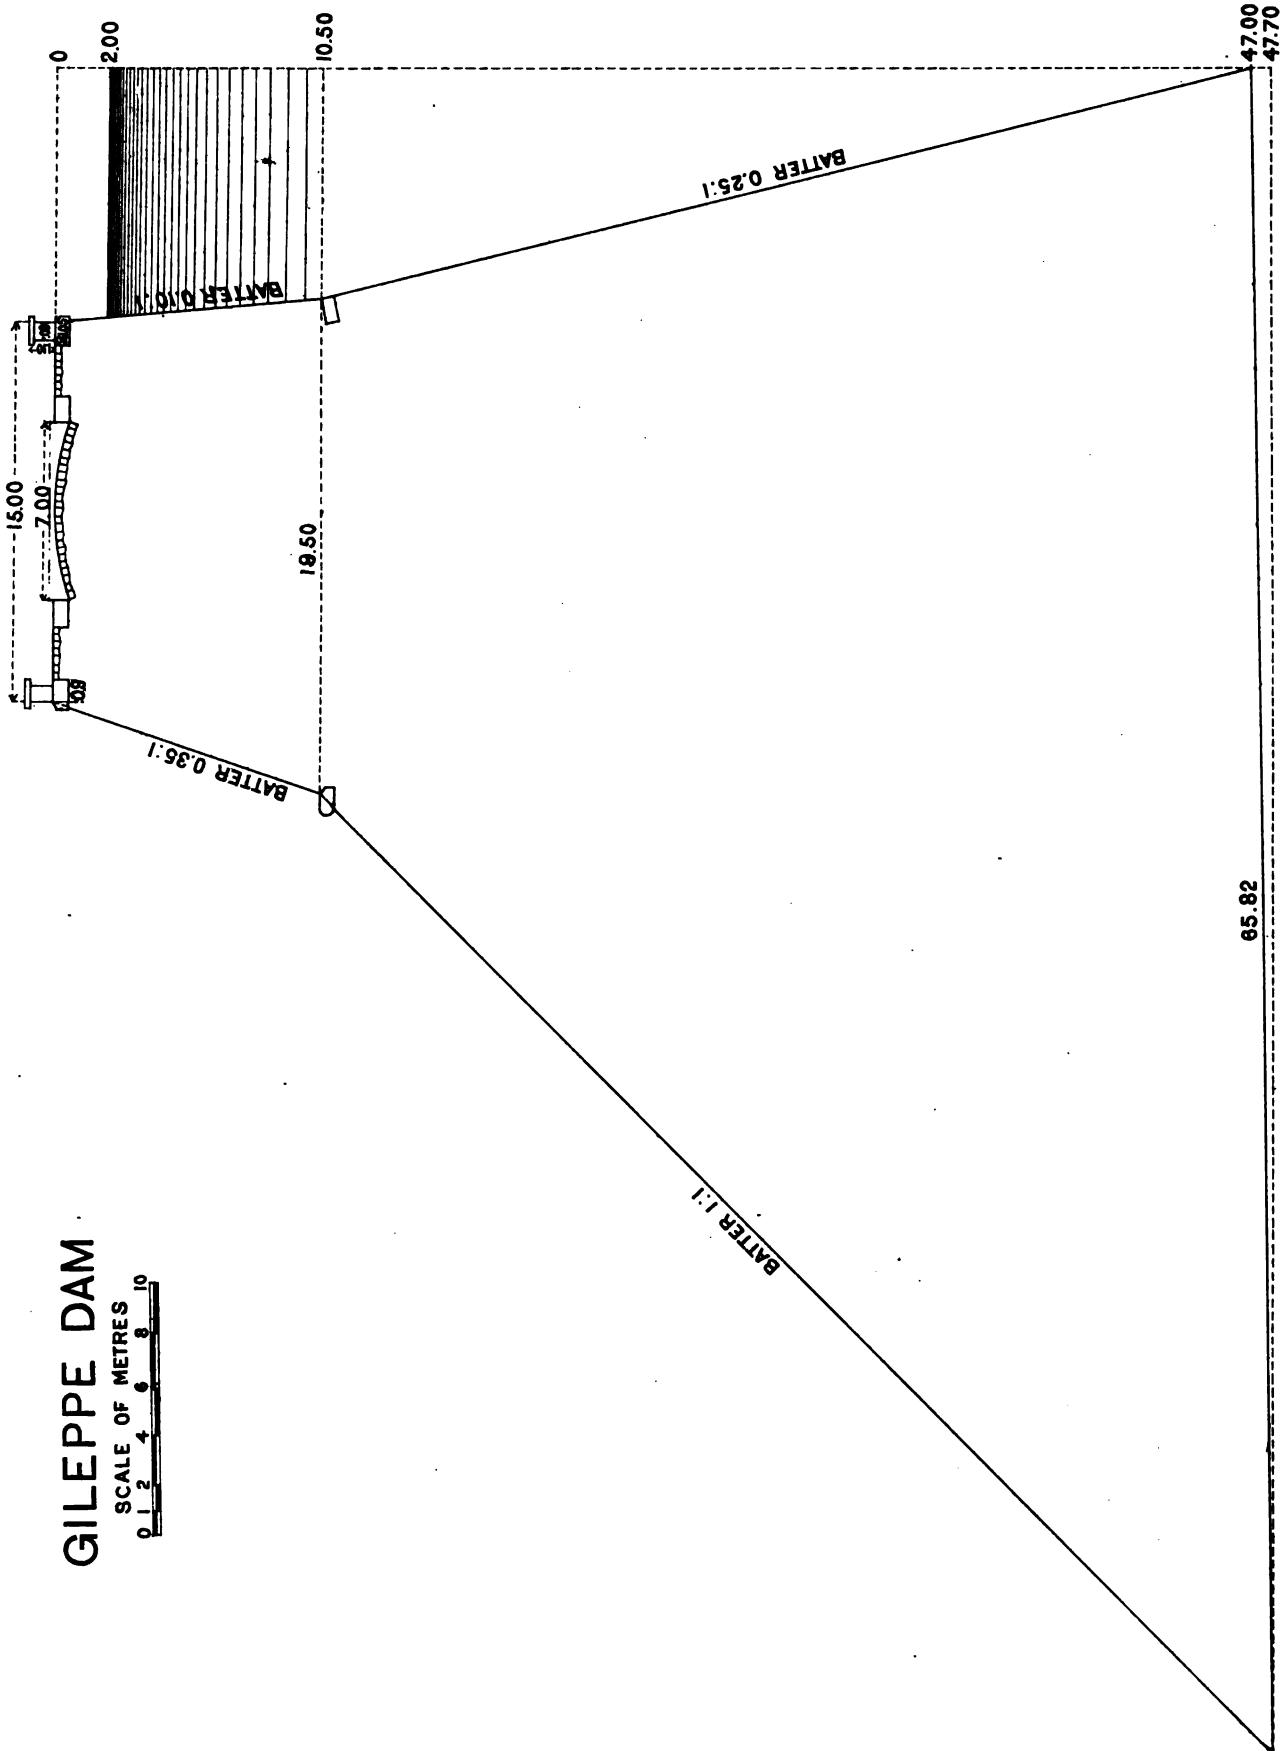 GILEPPE DAM
SCALE OF METRES
0 1 2 4 6 8 10
15.00
7.00
0
2.00
10.50
47.00
47.70
BATTER 0.10:1
BATTER 0.35:1
19.50
BATTER 0.25:1
BATTER 1:1
65.82